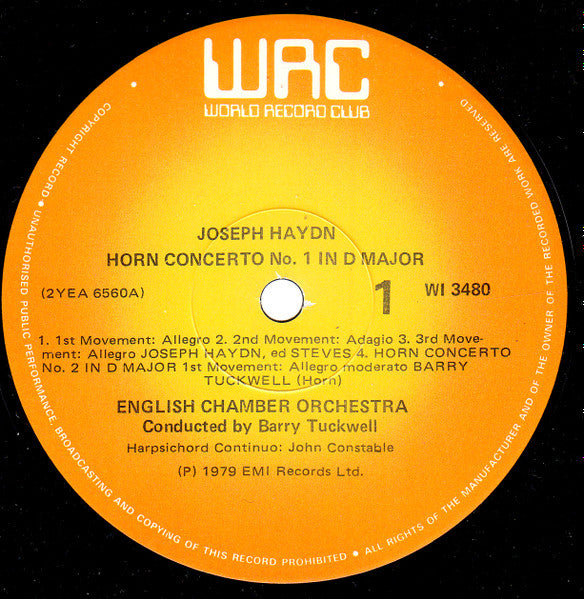 WRC
WORLD RECORD CLUB
JOSEPH HAYDN
HORN CONCERTO No. 1 IN D MAJOR
(2YEA 6560A)
1
WI 3480
1. 1st Movement: Allegro 2. 2nd Movement: Adagio 3. 3rd Move-
ment: Allegro JOSEPH HAYDN, ed STEVES 4. HORN CONCERTO
No. 2 IN D MAJOR 1st Movement: Allegro moderato BARRY
TUCKWELL (Horn)
ENGLISH CHAMBER ORCHESTRA
Conducted by Barry Tuckwell
Harpsichord Continuo: John Constable
(P) 1979 EMI Records Ltd.
COPYRIGHT RECORD • UNAUTHORISED PUBLIC PERFORMANCE, BROADCASTING AND COPYING OF THIS RECORD PROHIBITED • ALL RIGHTS OF THE MANUFACTURER AND OF THE OWNER OF THE RECORDED WORK ARE RESERVED